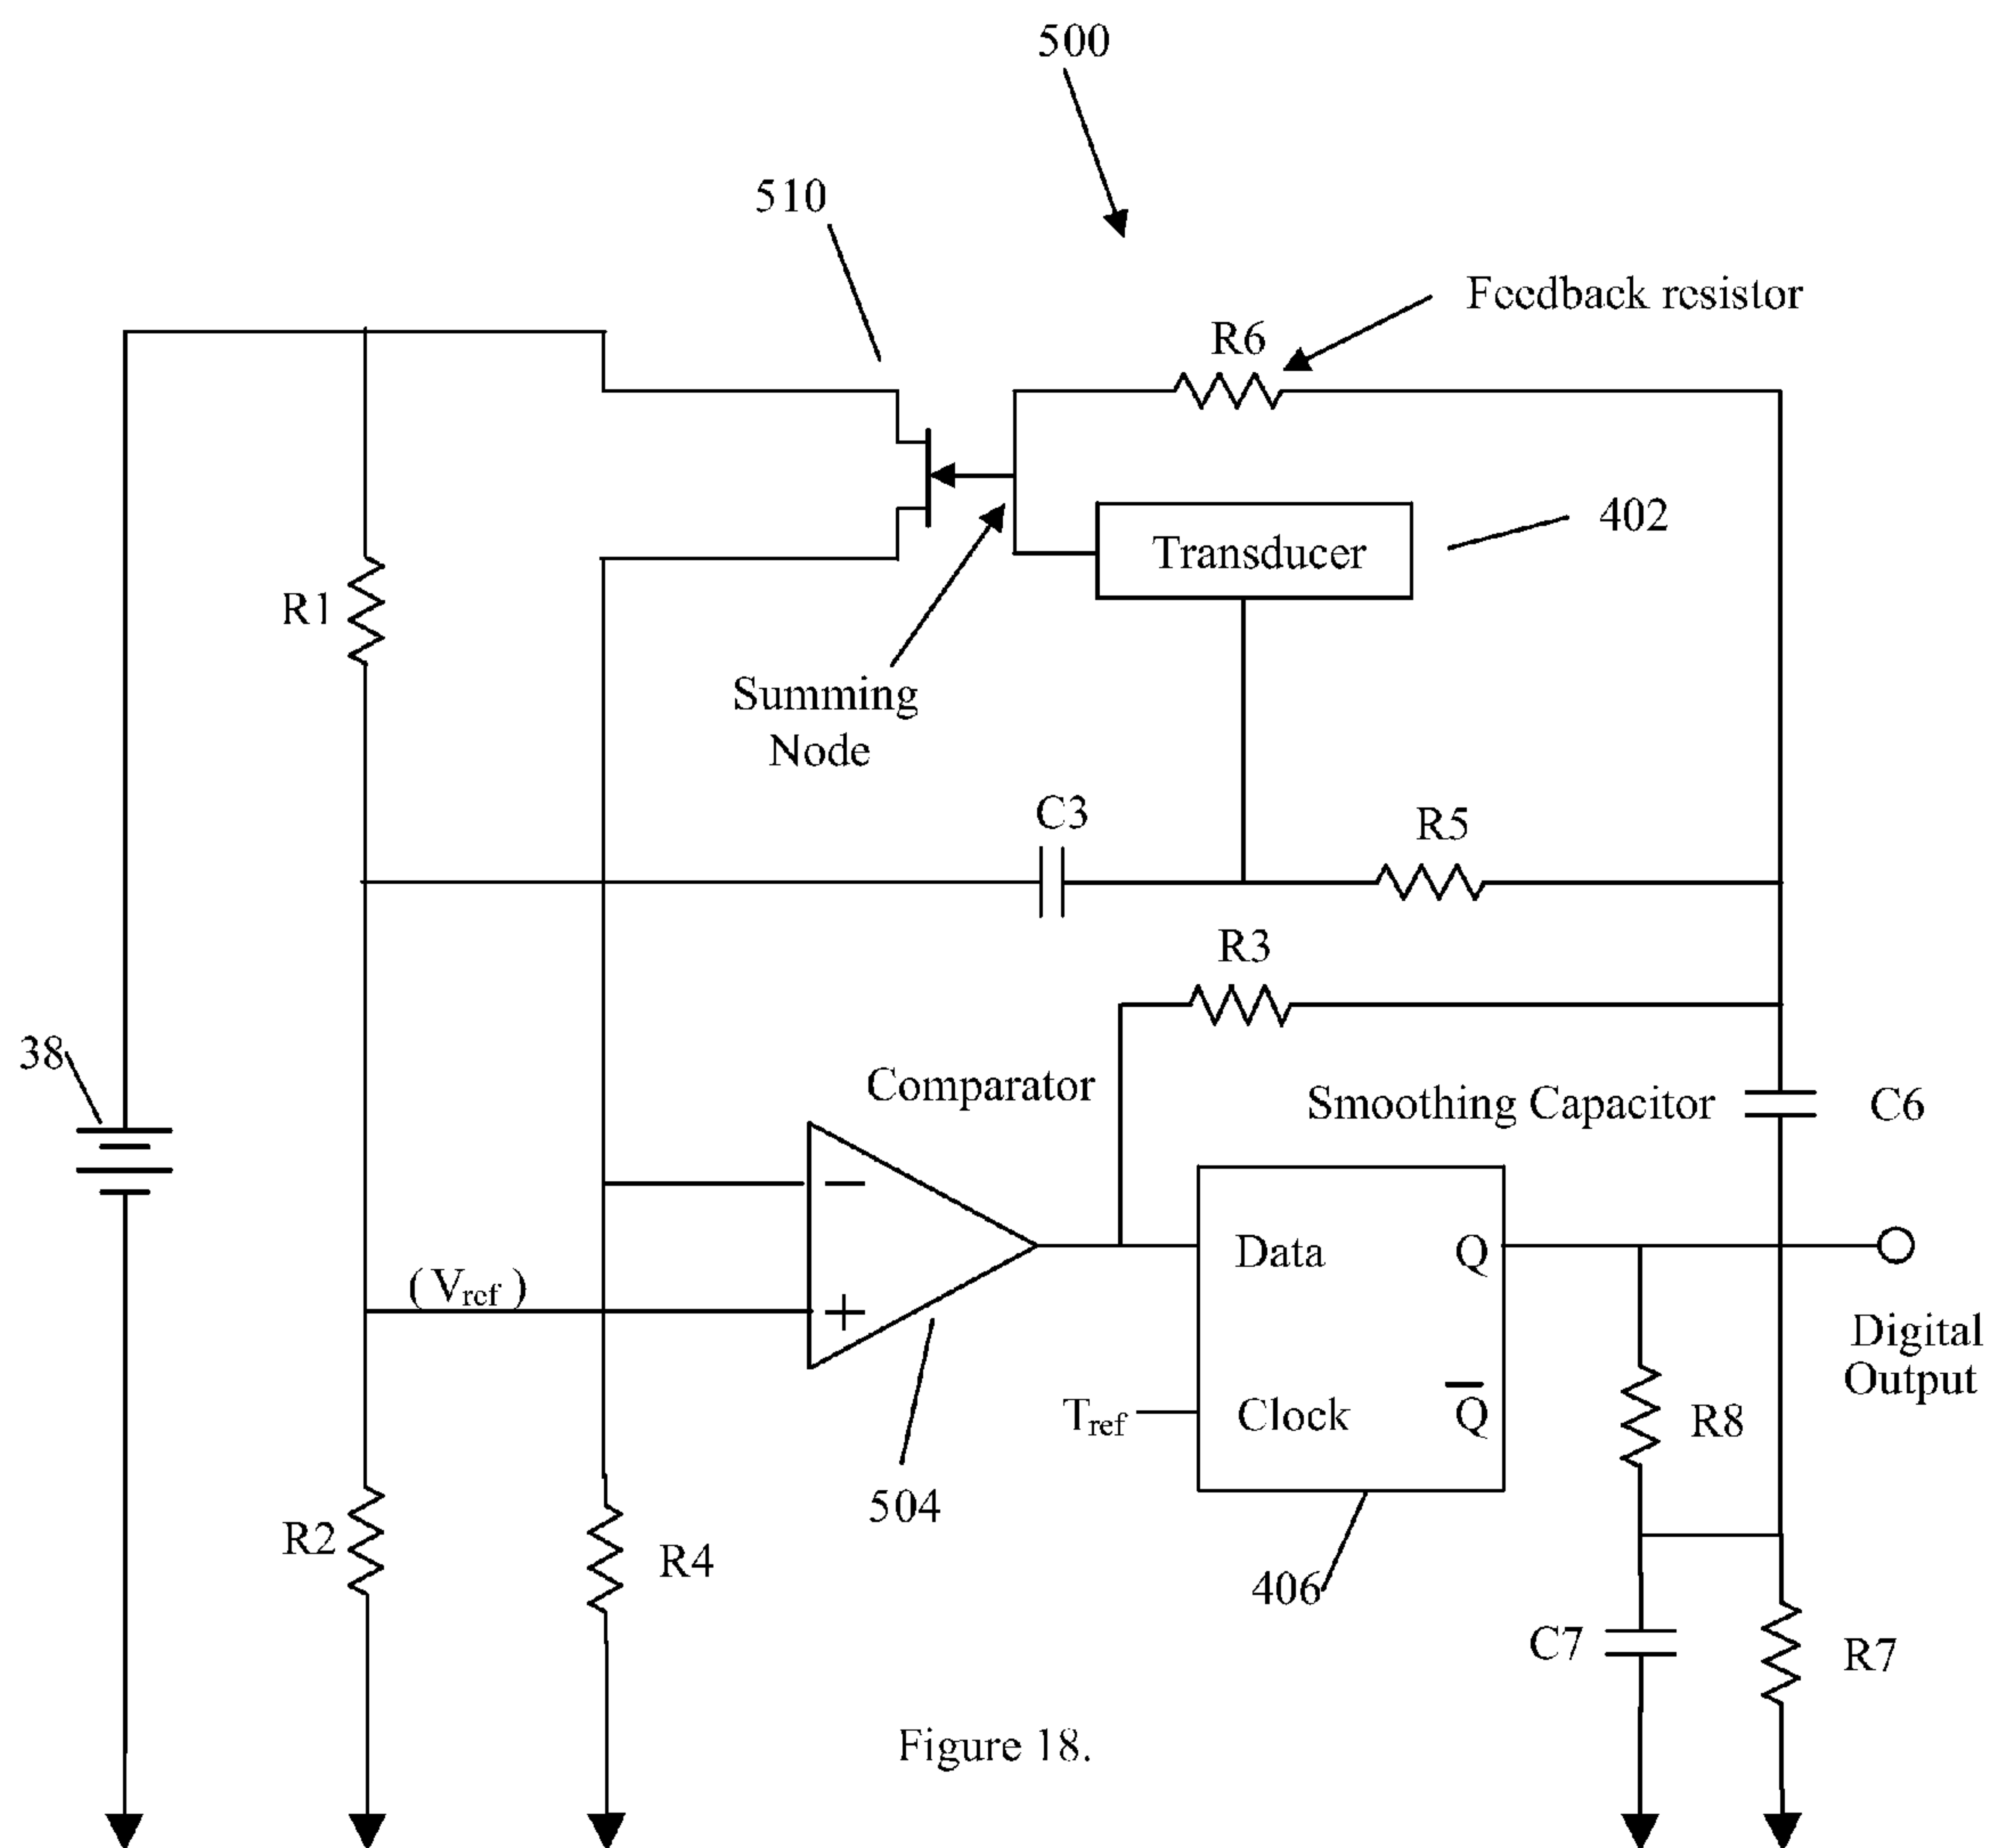 500
510
Feedback resistor
R6
402
Transducer
R1
Summing
Node
C3
R5
R3
38
Comparator
Smoothing Capacitor
C6
−
Data
Q
(Vref)
+
Digital
Output
Tref
Clock
Q̅
R8
504
R2
R4
406
C7
R7
Figure 18.